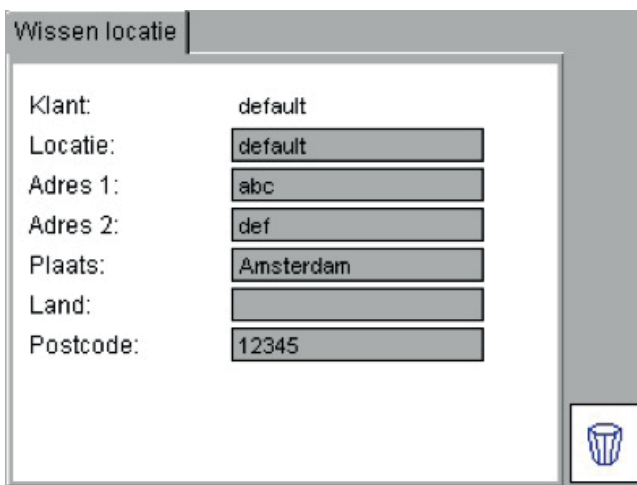 Wissen locatie
Klant: default
Locatie: default
Adres 1: abc
Adres 2: def
Plaats: Amsterdam
Land:
Postcode: 12345